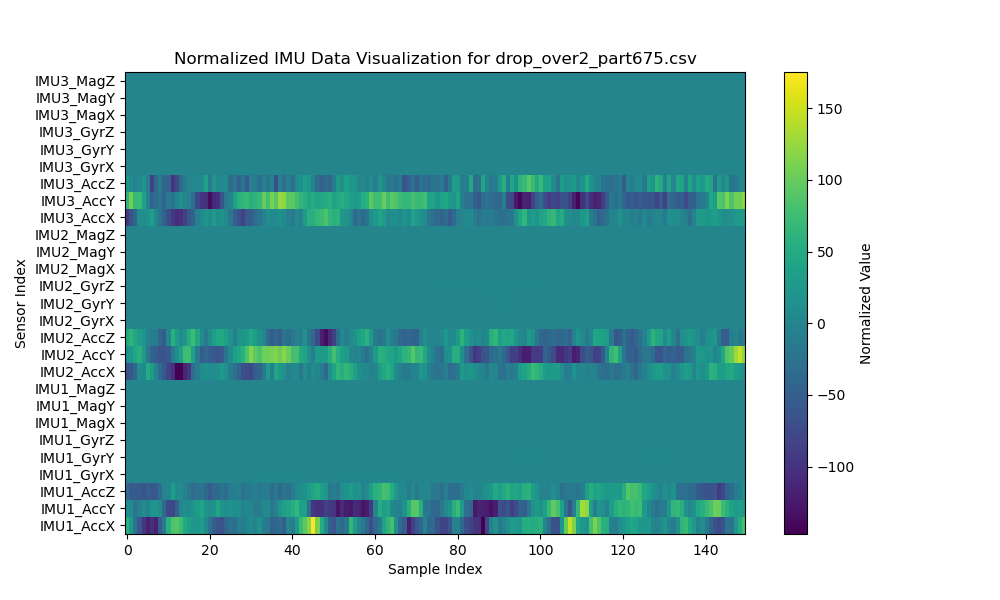 Normalized IMU Data Visualization for drop_over2_part675.csv
IMU3_MagZ
IMU3_MagY
IMU3_MagX
IMU3_GyrZ
IMU3_GyrY
IMU3_GyrX
IMU3_AccZ
IMU3_AccY
IMU3_AccX
IMU2_MagZ
IMU2_MagY
IMU2_MagX
IMU2_GyrZ
IMU2_GyrY
IMU2_GyrX
IMU2_AccZ
IMU2_AccY
IMU2_AccX
IMU1_MagZ
IMU1_MagY
IMU1_MagX
IMU1_GyrZ
IMU1_GyrY
IMU1_GyrX
IMU1_AccZ
IMU1_AccY
IMU1_AccX
Sensor Index
0 20 40 60 80 100 120 140
Sample Index
150
100
50
0
−50
−100
Normalized Value